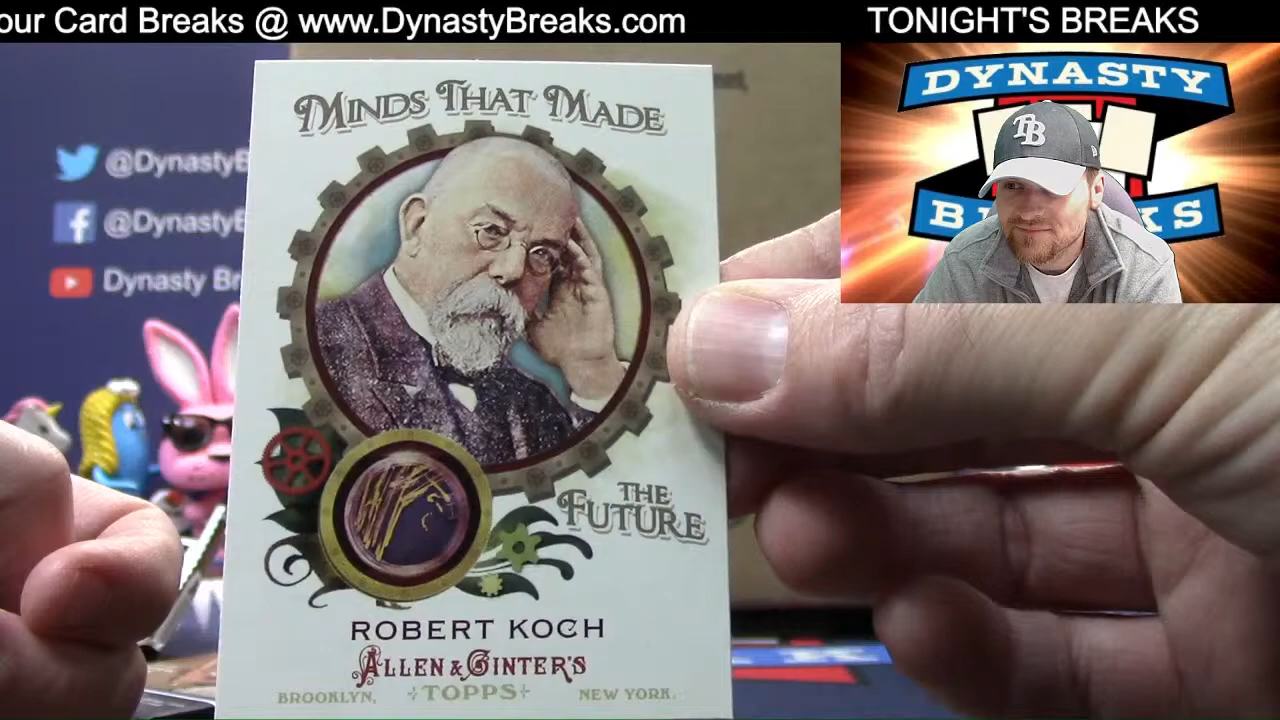 our Card Breaks @ www.DynastyBreaks.com
TONIGHT'S BREAKS
DYNASTY
TB
@DynastyB
@DynastyB
Dynasty Br
MINDS THAT MADE
THE
FUTURE
ROBERT KOCH
ALLEN & GINTER'S
BROOKLYN, TOPPS NEW YORK.